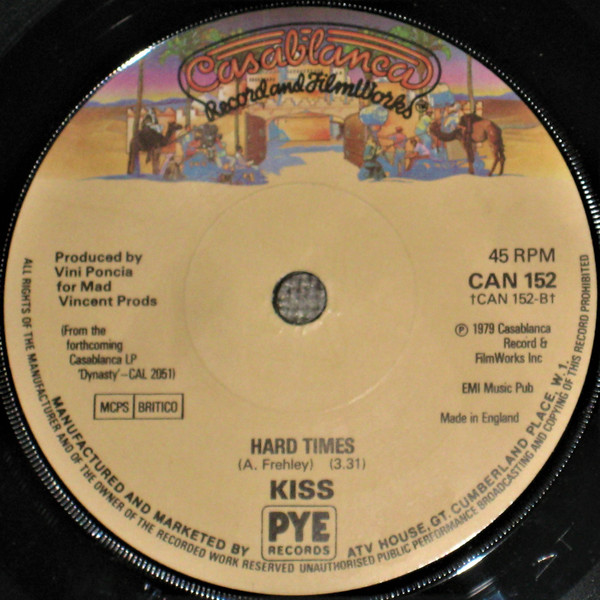 Casablanca
Record and FilmWorks
Produced by
Vini Poncia
for Mad
Vincent Prods
(From the
forthcoming
Casablanca LP
'Dynasty'–CAL 2051)
MCPS BRITICO
45 RPM
CAN 152
†CAN 152-B†
Ⓟ 1979 Casablanca
Record &
FilmWorks Inc
EMI Music Pub
Made in England
HARD TIMES
(A. Frehley) (3.31)
KISS
PYE
RECORDS
MANUFACTURED AND MARKETED BY
ATV HOUSE, GT. CUMBERLAND PLACE, W.1.
ALL RIGHTS OF THE MANUFACTURER AND OF THE OWNER OF THE RECORDED WORK RESERVED UNAUTHORISED PUBLIC PERFORMANCE BROADCASTING AND COPYING OF THIS RECORD PROHIBITED